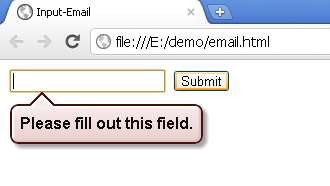 Input-Email
file:///E:/demo/email.html
Submit
Please fill out this field.